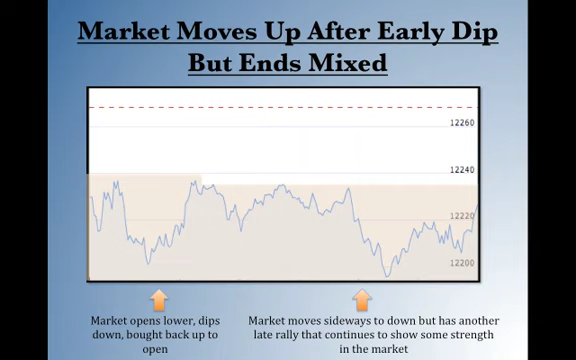 Market Moves Up After Early Dip
But Ends Mixed
12260
12240
12220
12200
Market opens lower, dips
down, bought back up to
open
Market moves sideways to down but has another
late rally that continues to show some strength
in the market